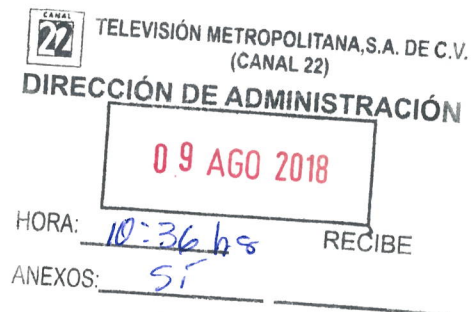 CANAL
22
TELEVISIÓN METROPOLITANA,S.A. DE C.V.
(CANAL 22)
DIRECCIÓN DE ADMINISTRACIÓN
09 AGO 2018
HORA: 10:36 hs RECIBE
ANEXOS: SÍ